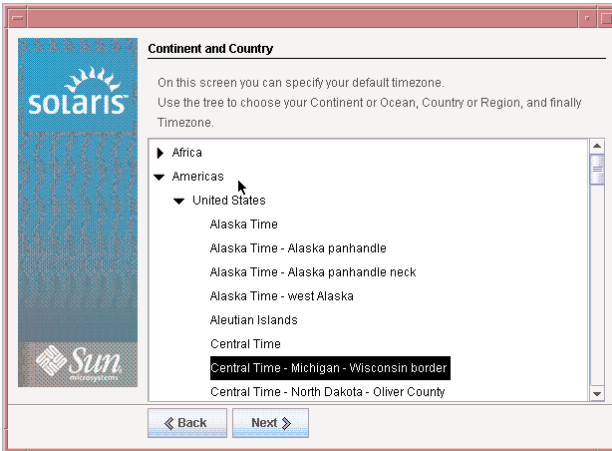 Continent and Country
solaris
On this screen you can specify your default timezone.
Use the tree to choose your Continent or Ocean, Country or Region, and finally
Timezone.
Africa
Americas
United States
Alaska Time
Alaska Time - Alaska panhandle
Alaska Time - Alaska panhandle neck
Alaska Time - west Alaska
Aleutian Islands
Central Time
Central Time - Michigan - Wisconsin border
Central Time - North Dakota - Oliver County
Sun
microsystems
Back
Next